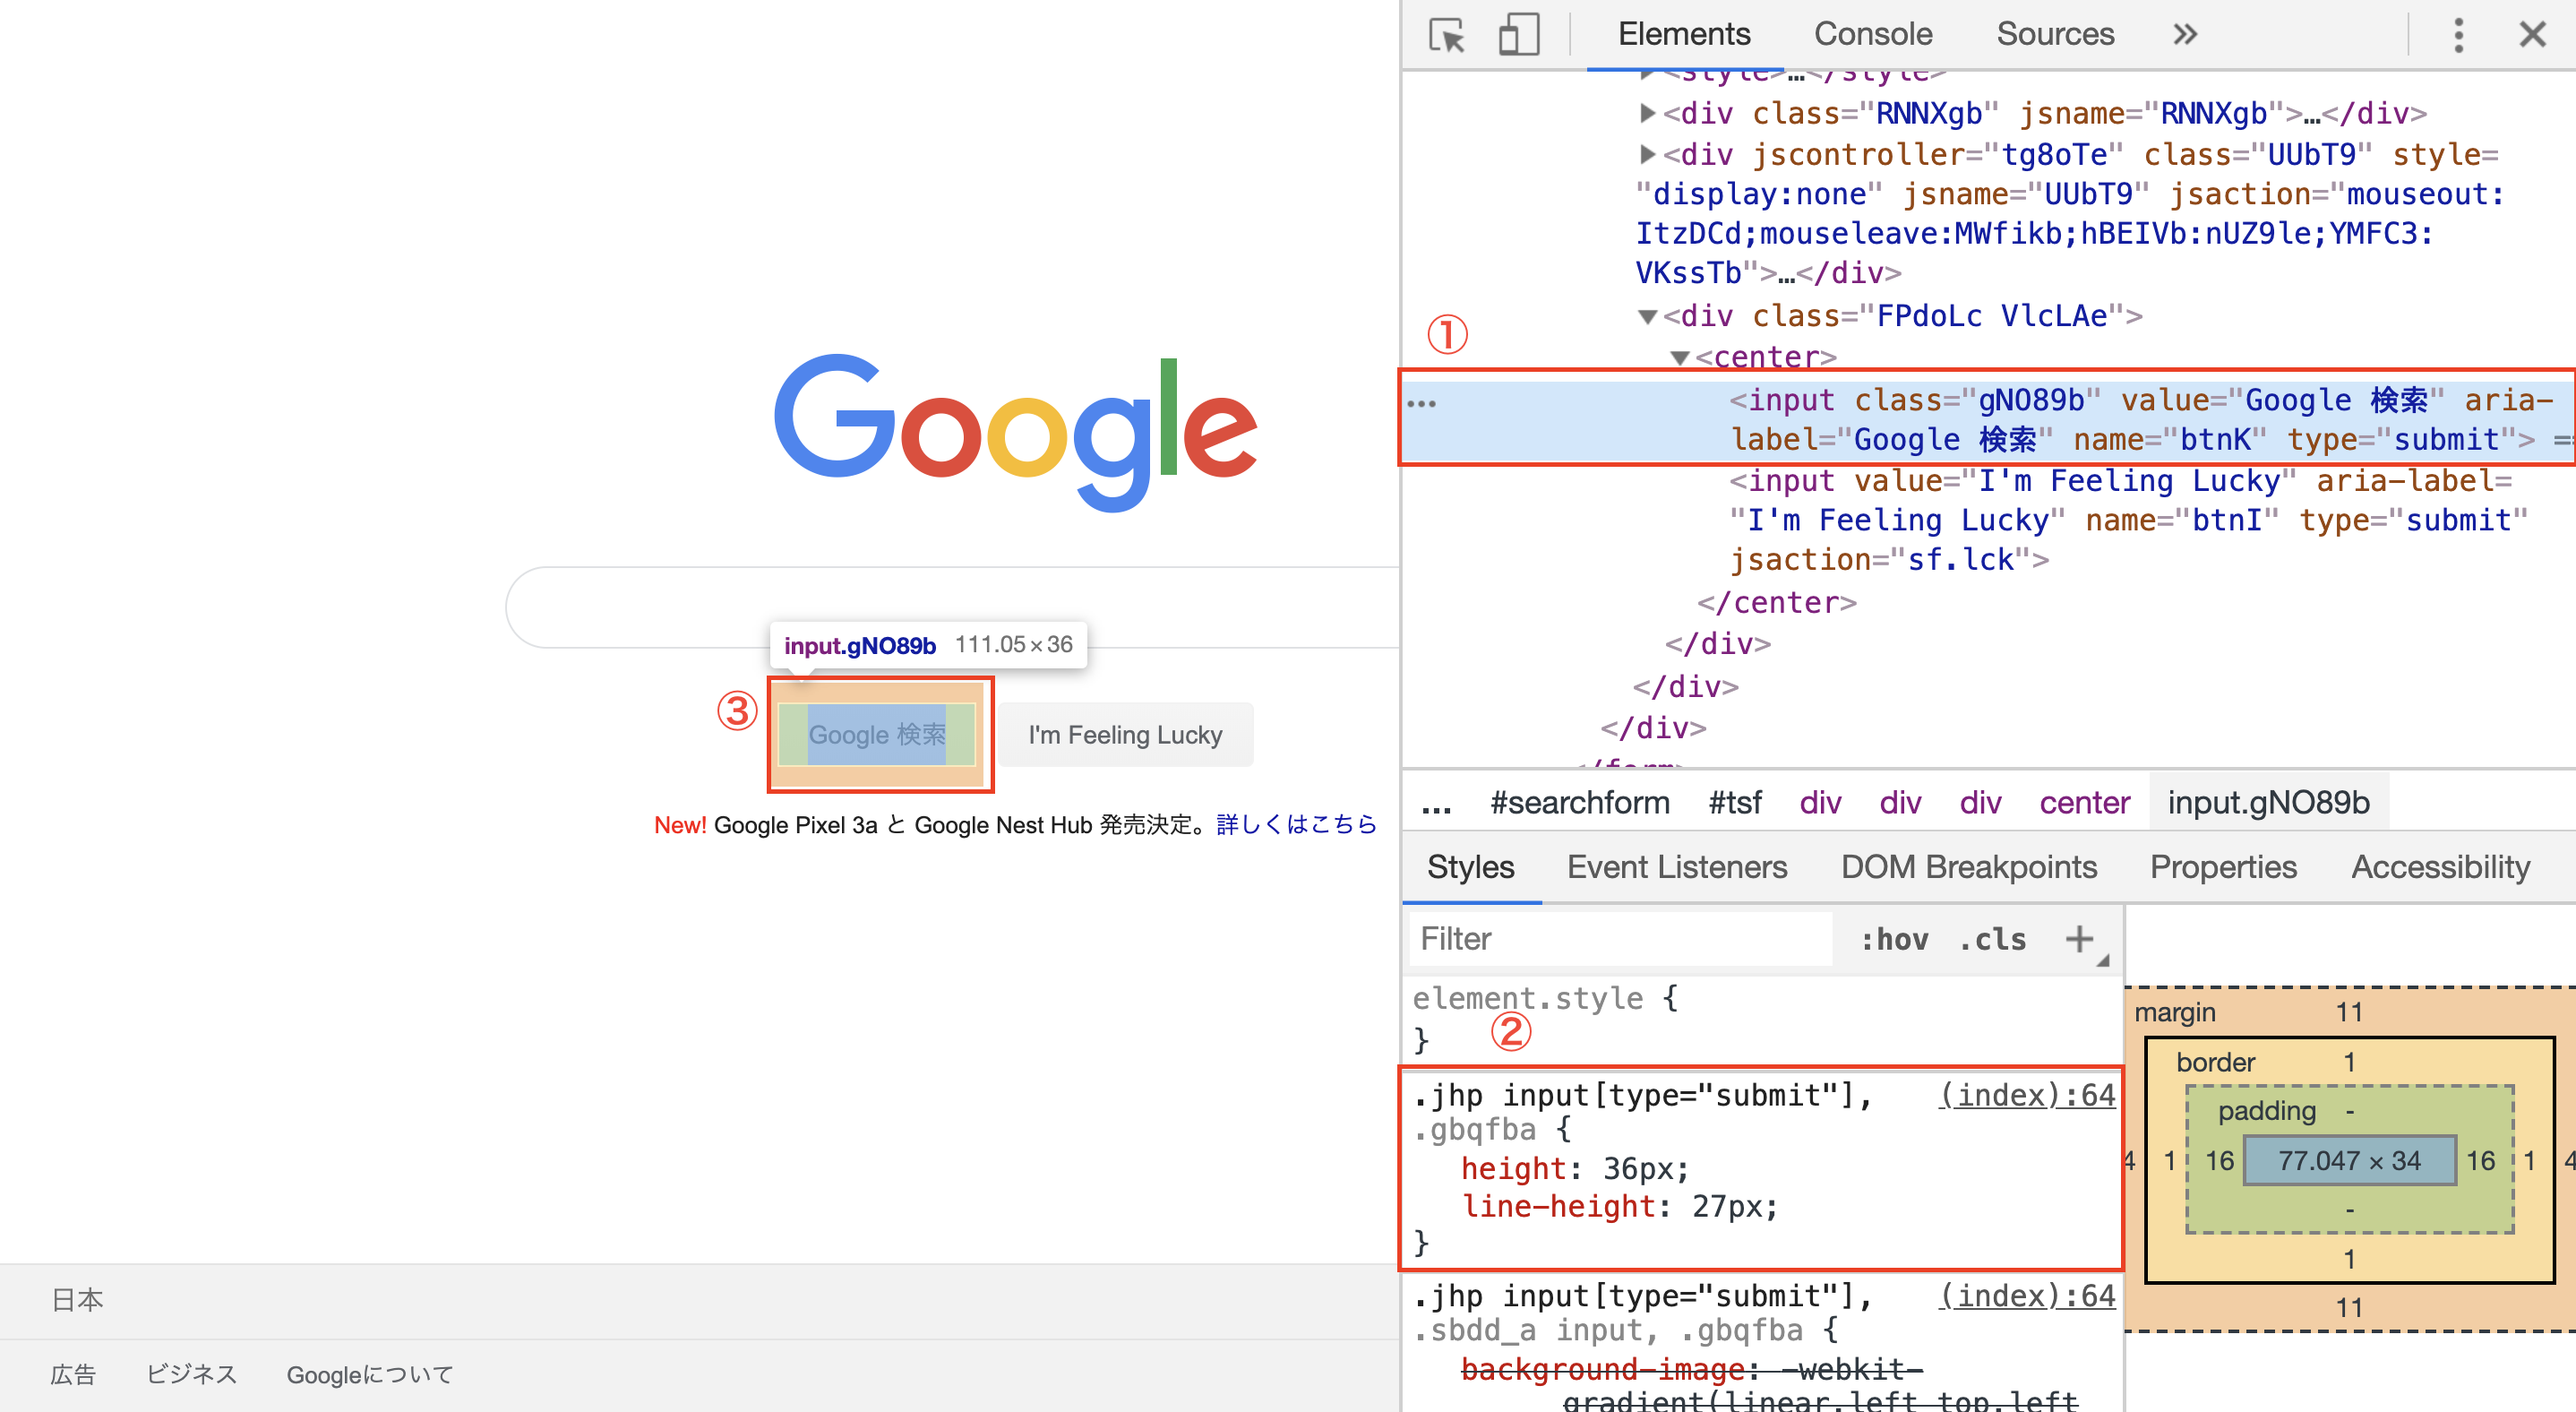 Google
input.gNO89b 111.05 × 36
③
Google 検索
I'm Feeling Lucky
New! Google Pixel 3a と Google Nest Hub 発売決定。詳しくはこちら
日本
広告 ビジネス Googleについて
Elements Console Sources »
<style>…</style>
<div class="RNNXgb" jsname="RNNXgb">…</div>
<div jscontroller="tg8oTe" class="UUbT9" style=
"display:none" jsname="UUbT9" jsaction="mouseout:
ItzDCd;mouseleave:MWfikb;hBEIVb:nUZ9le;YMFC3:
VKssTb">…</div>
<div class="FPdoLc VlcLAe">
①
<center>
… <input class="gNO89b" value="Google 検索" aria-
label="Google 検索" name="btnK" type="submit"> ==
<input value="I'm Feeling Lucky" aria-label=
"I'm Feeling Lucky" name="btnI" type="submit"
jsaction="sf.lck">
</center>
</div>
</div>
</div>
</form>
… #searchform #tsf div div div center input.gNO89b
Styles Event Listeners DOM Breakpoints Properties Accessibility
Filter :hov .cls +
element.style {
}
②
.jhp input[type="submit"], (index):64
.gbqfba {
height: 36px;
line-height: 27px;
}
.jhp input[type="submit"], (index):64
.sbdd_a input, .gbqfba {
background-image: -webkit-
gradient(linear,left top,left
margin 11
border 1
padding -
4 1 16 77.047 × 34 16 1 4
-
1
11